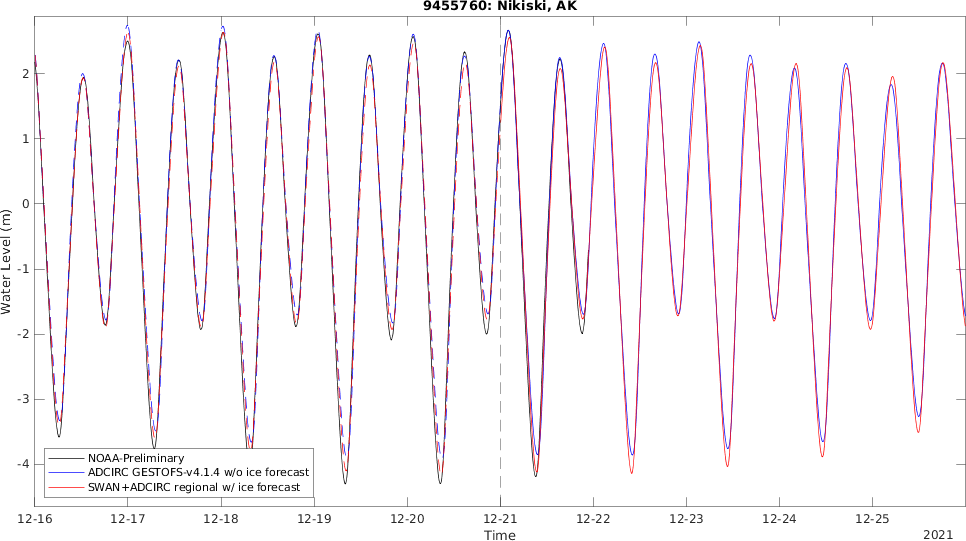 9455760: Nikiski, AK
2
1
0
-1
-2
-3
-4
Water Level (m)
NOAA-Preliminary
ADCIRC GESTOFS-v4.1.4 w/o ice forecast
SWAN+ADCIRC regional w/ ice forecast
12-16 12-17 12-18 12-19 12-20 12-21 12-22 12-23 12-24 12-25
Time
2021